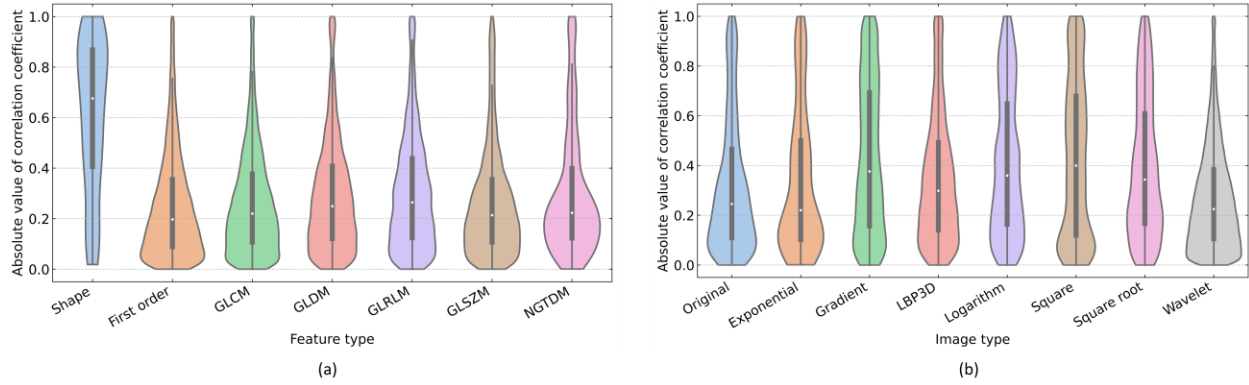 (a)
Absolute value of correlation coefficient
1.0
0.8
0.6
0.4
0.2
0.0
Shape
First order
GLCM
GLDM
GLRLM
GLSZM
NGTDM
Feature type
(a)
(b)
Absolute value of correlation coefficient
1.0
0.8
0.6
0.4
0.2
0.0
Original
Exponential
Gradient
LBP3D
Logarithm
Square
Square root
Wavelet
Image type
(b)